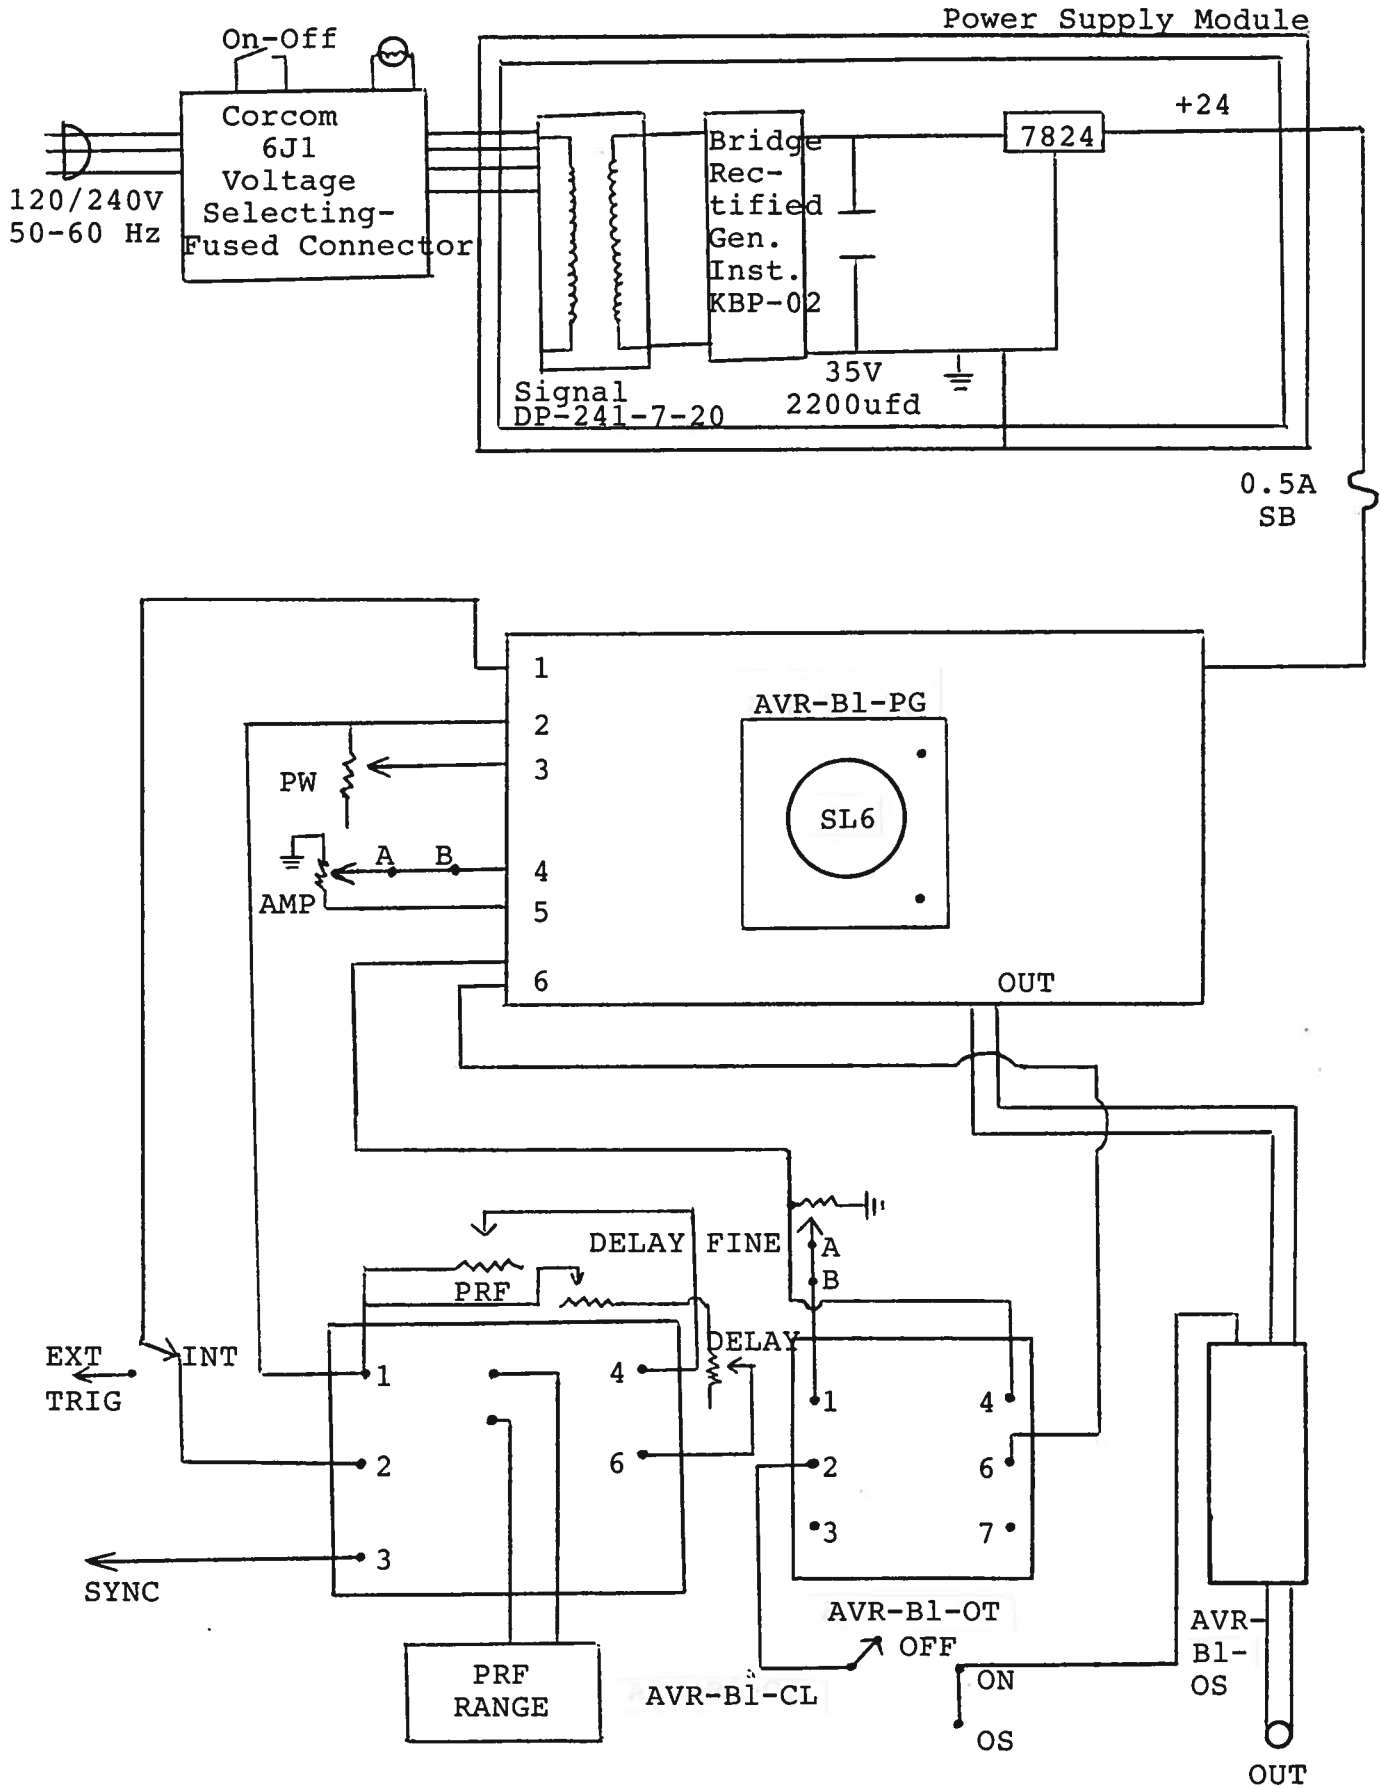 Power Supply Module
On-Off
Corcom
6J1
Voltage
Selecting-
Fused Connector
120/240V
50-60 Hz
Signal
DP-241-7-20
Bridge
Rec-
tified
Gen.
Inst.
KBP-02
7824
+24
35V
2200ufd
0.5A
SB
1
2
3
4
5
6
PW
A B
AMP
AVR-B1-PG
SL6
OUT
DELAY FINE
PRF
DELAY
A
B
EXT
TRIG
INT
1
2
3
4
6
SYNC
PRF
RANGE
1
2
3
4
6
7
AVR-B1-OT
OFF
AVR-B1-CL
ON
OS
AVR-
B1-
OS
OUT